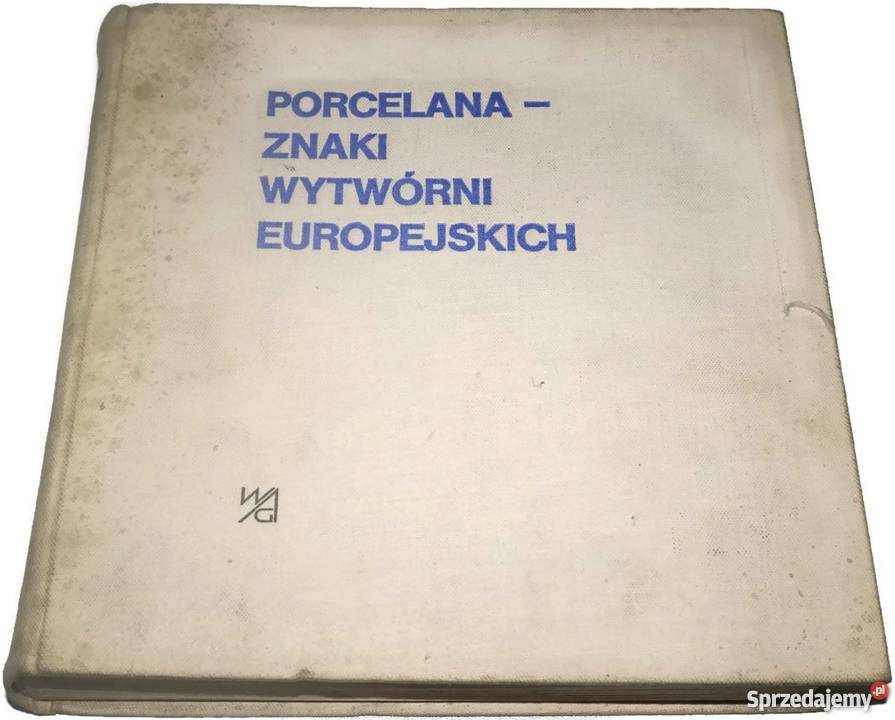 PORCELANA –
ZNAKI
WYTWÓRNI
EUROPEJSKICH
WAG
Sprzedajemy.pl